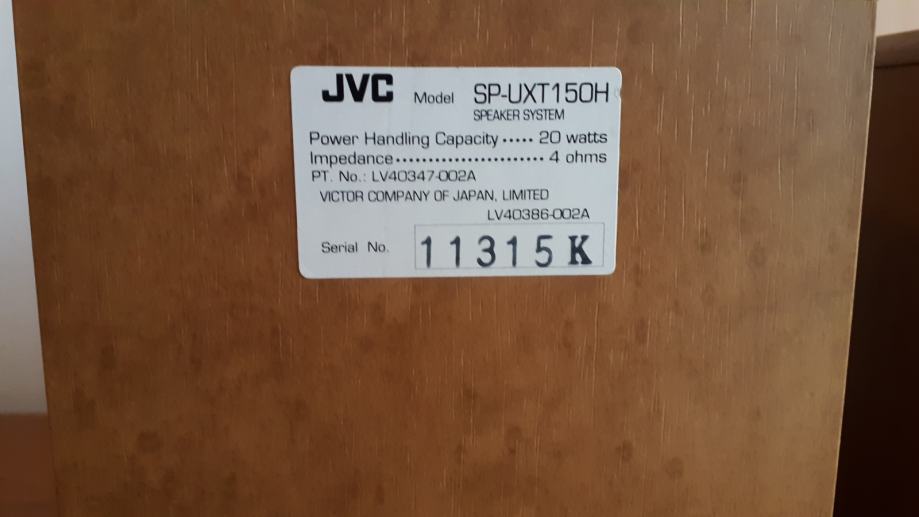 JVC Model SP-UXT150H
SPEAKER SYSTEM
Power Handling Capacity ..... 20 watts
Impedance ....................... 4 ohms
PT. No.: LV40347-002A
VICTOR COMPANY OF JAPAN, LIMITED
LV40386-002A
Serial No. 11315K